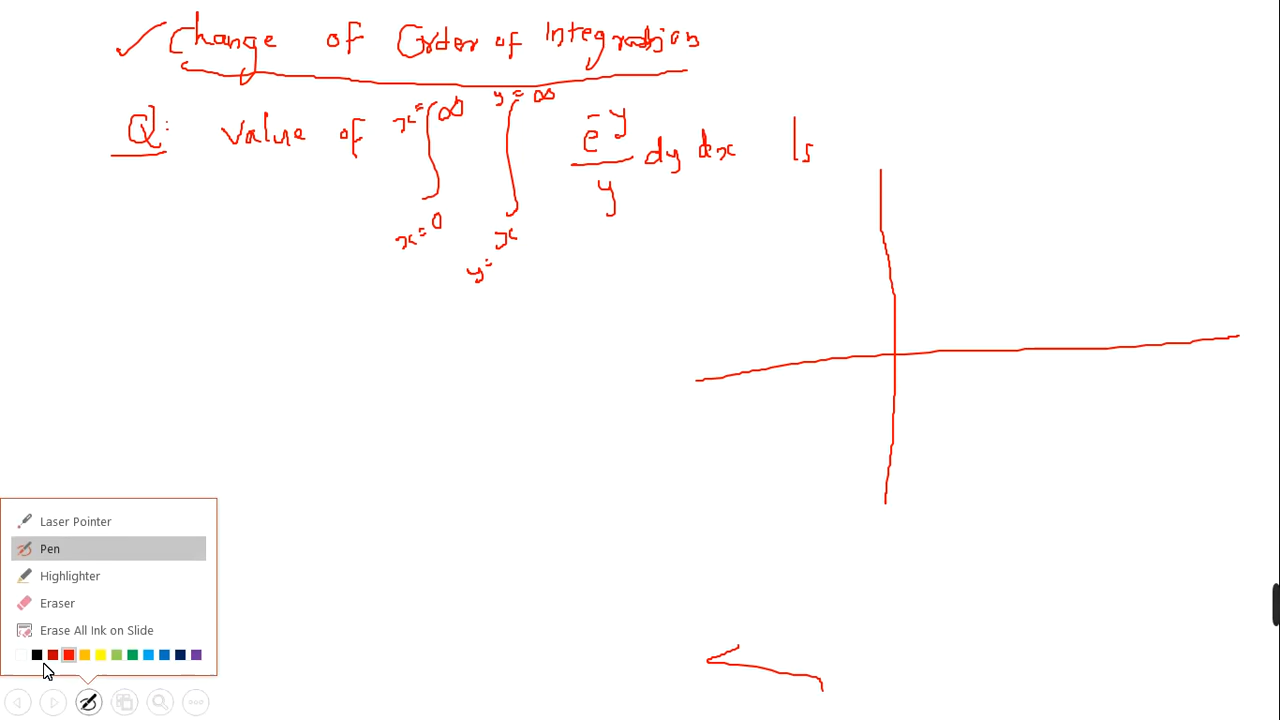 Change of Order of Integration
Q: Value of ∫_{x=0}^{x=∞} ∫_{y=x}^{y=∞} e^{-y}/y dy dx Is
Laser Pointer
Pen
Highlighter
Eraser
Erase All Ink on Slide